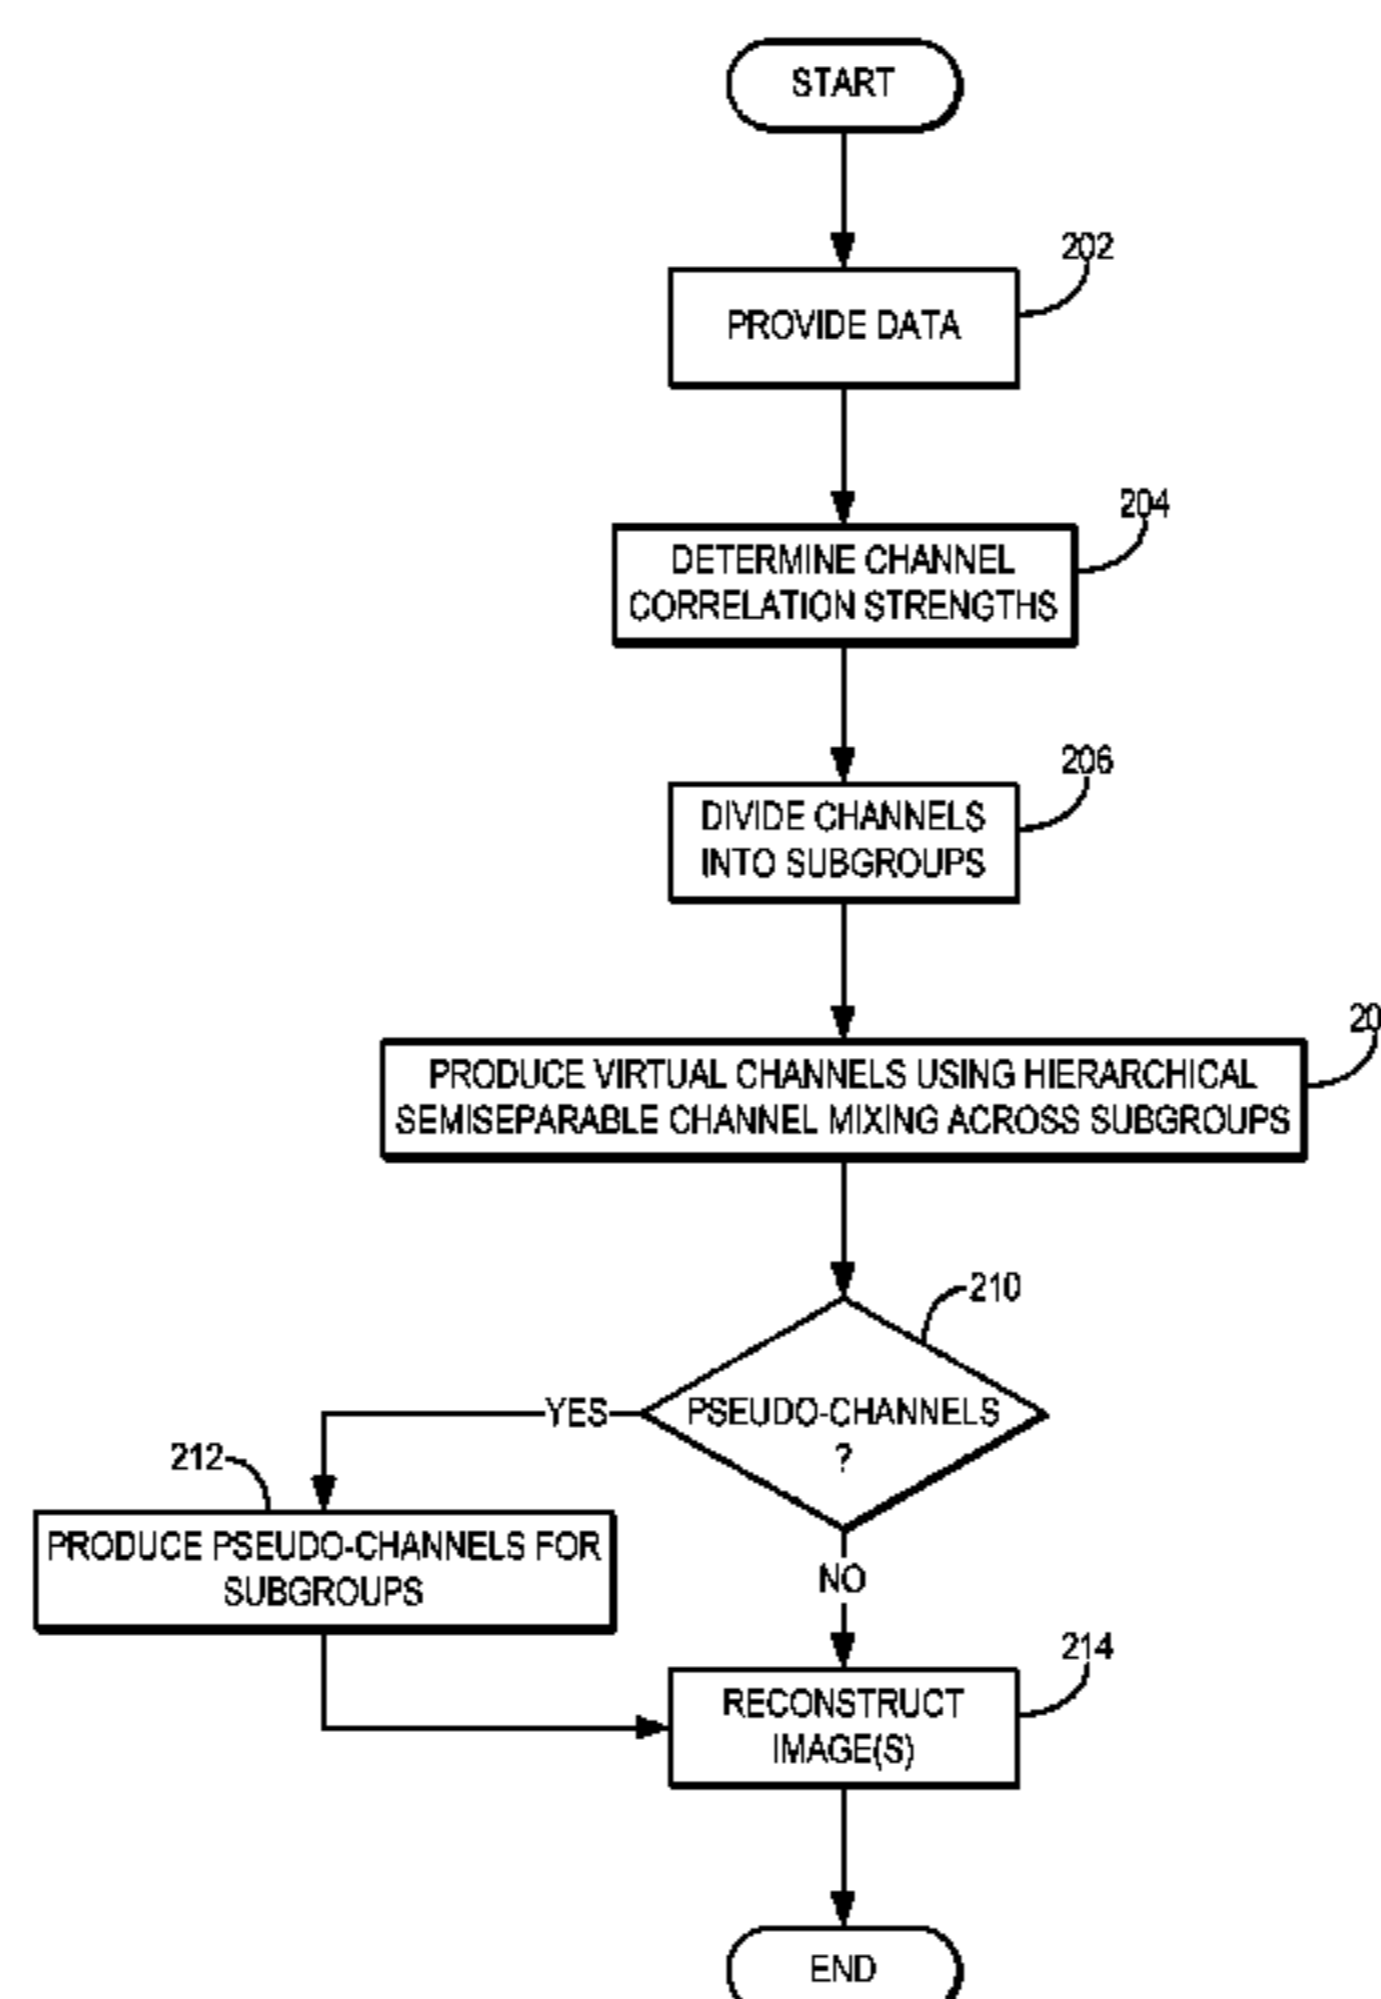 START
202
PROVIDE DATA
204
DETERMINE CHANNEL
CORRELATION STRENGTHS
206
DIVIDE CHANNELS
INTO SUBGROUPS
20
PRODUCE VIRTUAL CHANNELS USING HIERARCHICAL
SEMISEPARABLE CHANNEL MIXING ACROSS SUBGROUPS
210
YES
PSEUDO-CHANNELS
?
212
PRODUCE PSEUDO-CHANNELS FOR
SUBGROUPS
NO
214
RECONSTRUCT
IMAGE(S)
END